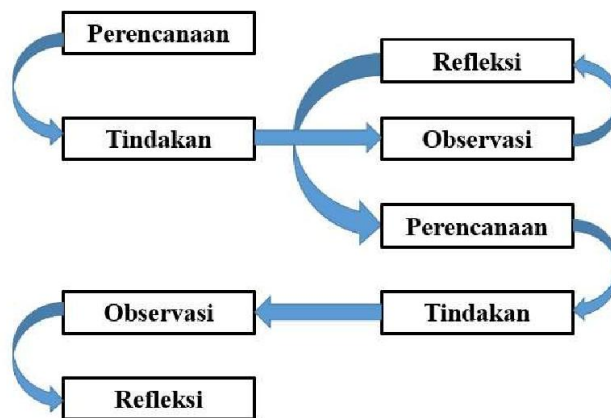 Perencanaan
Refleksi
Tindakan
Observasi
Perencanaan
Observasi
Tindakan
Refleksi